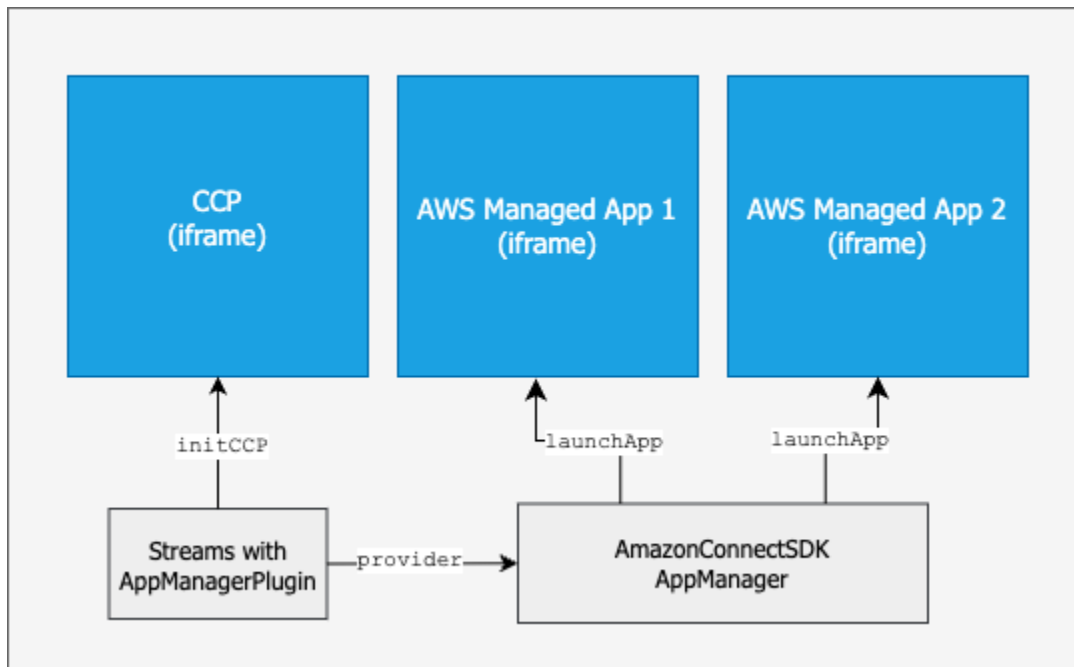 CCP
(iframe)
AWS Managed App 1
(iframe)
AWS Managed App 2
(iframe)
initCCP
launchApp
launchApp
Streams with
AppManagerPlugin
provider
AmazonConnectSDK
AppManager